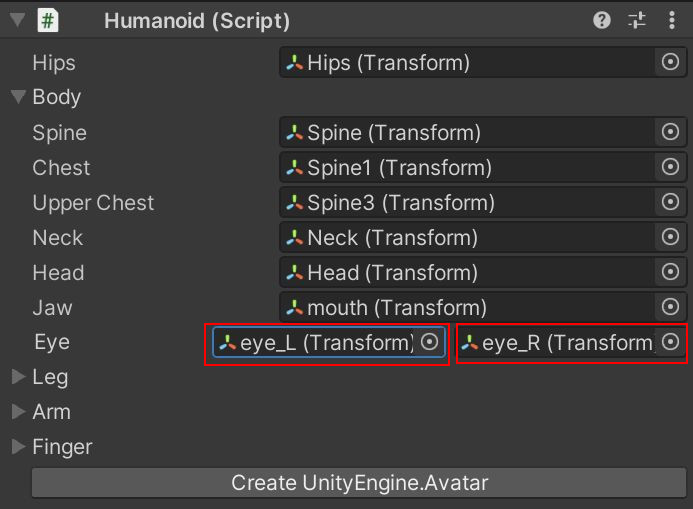 # Humanoid (Script)
Hips Hips (Transform)
Body
Spine Spine (Transform)
Chest Spine1 (Transform)
Upper Chest Spine3 (Transform)
Neck Neck (Transform)
Head Head (Transform)
Jaw mouth (Transform)
Eye eye_L (Transform) eye_R (Transform
Leg
Arm
Finger
Create UnityEngine.Avatar